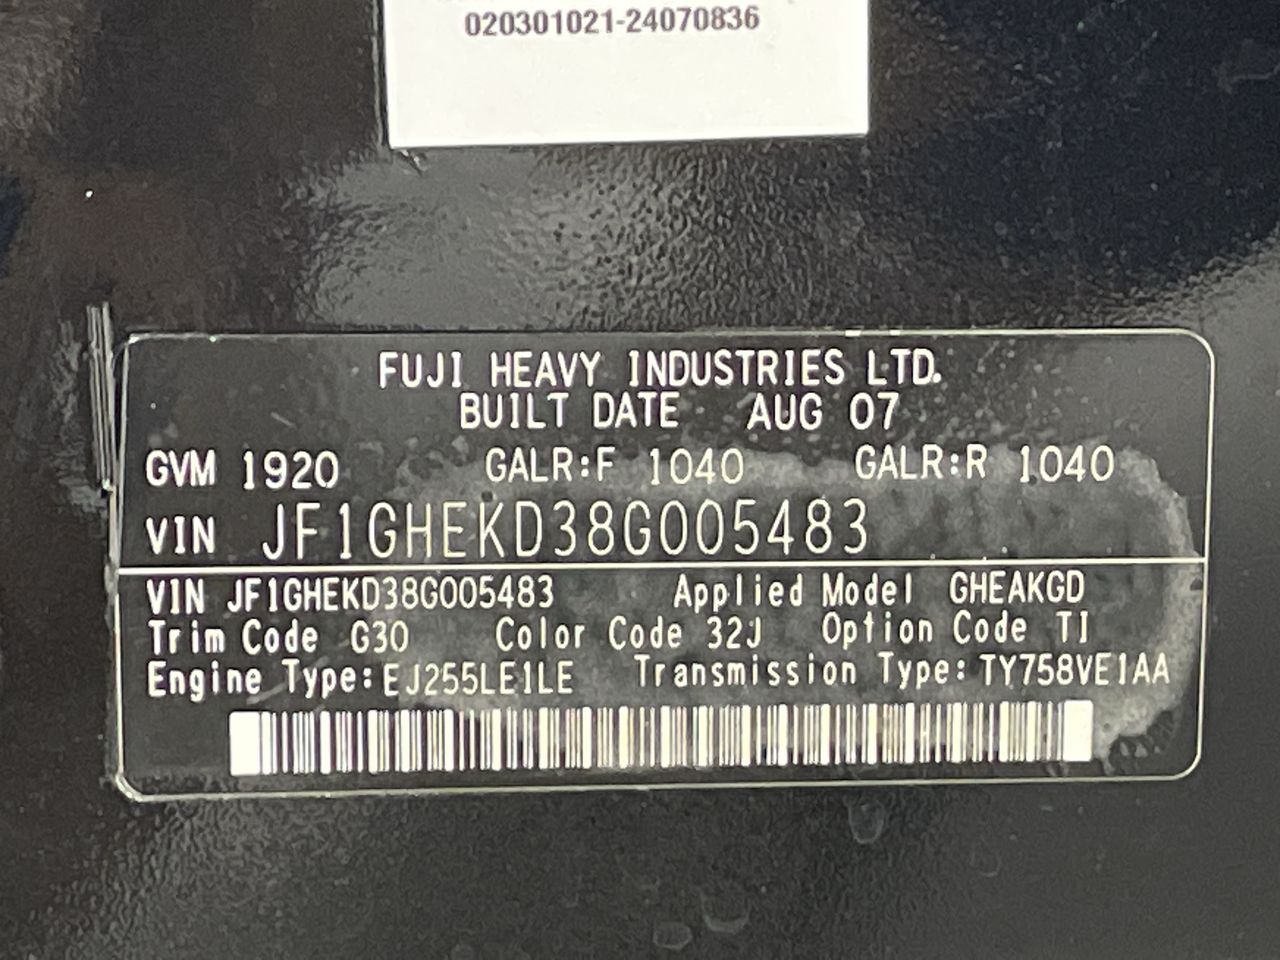 020301021-24070836
FUJI HEAVY INDUSTRIES LTD.
BUILT DATE AUG 07
GVM 1920 GALR:F 1040 GALR:R 1040
VIN JF1GHEKD38G005483
VIN JF1GHEKD38G005483 Applied Model GHEAKGD
Trim Code G30 Color Code 32J Option Code TI
Engine Type:EJ255LE1LE Transmission Type:TY758VE1AA